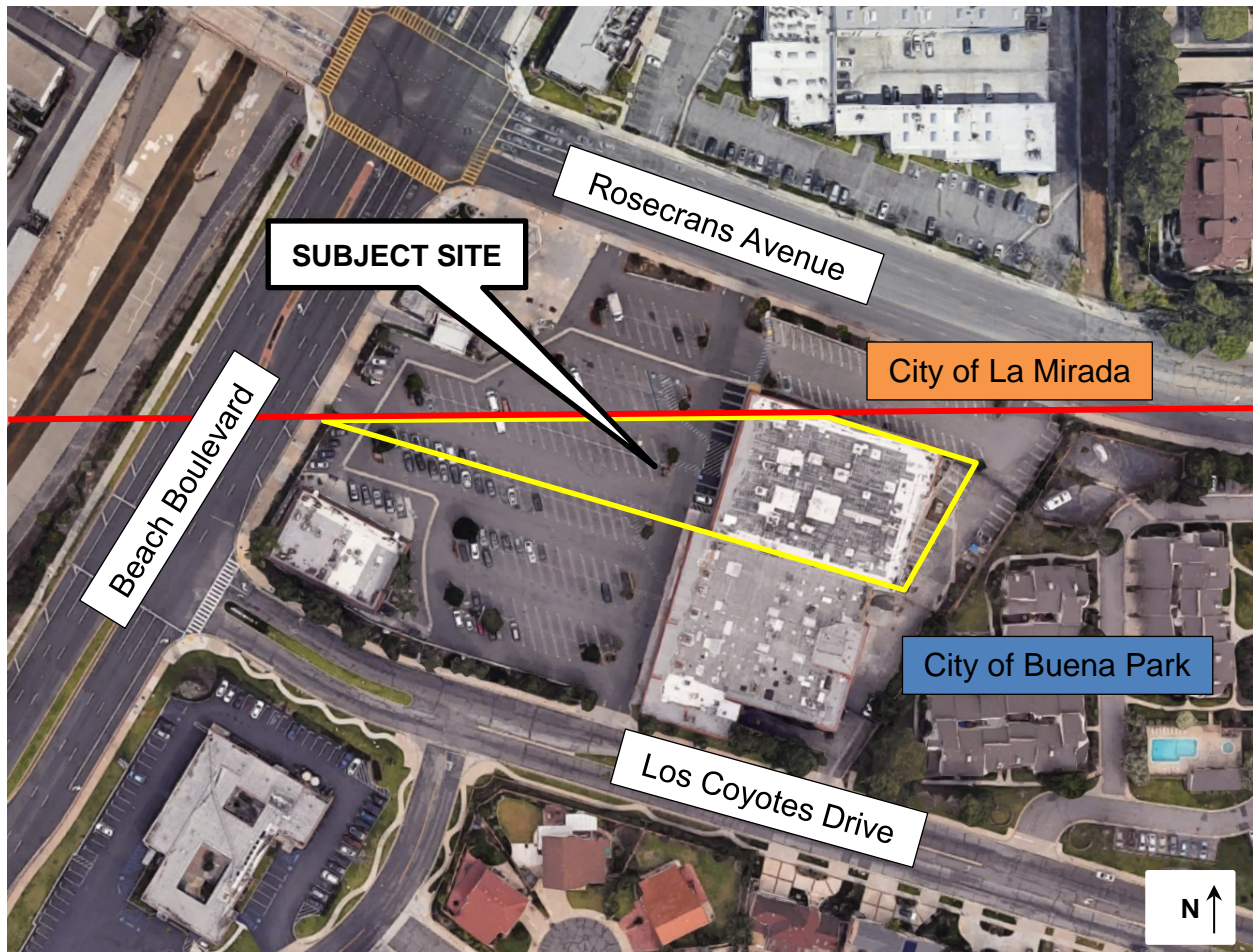 Rosecrans Avenue
SUBJECT SITE
City of La Mirada
Beach Boulevard
City of Buena Park
Los Coyotes Drive
N